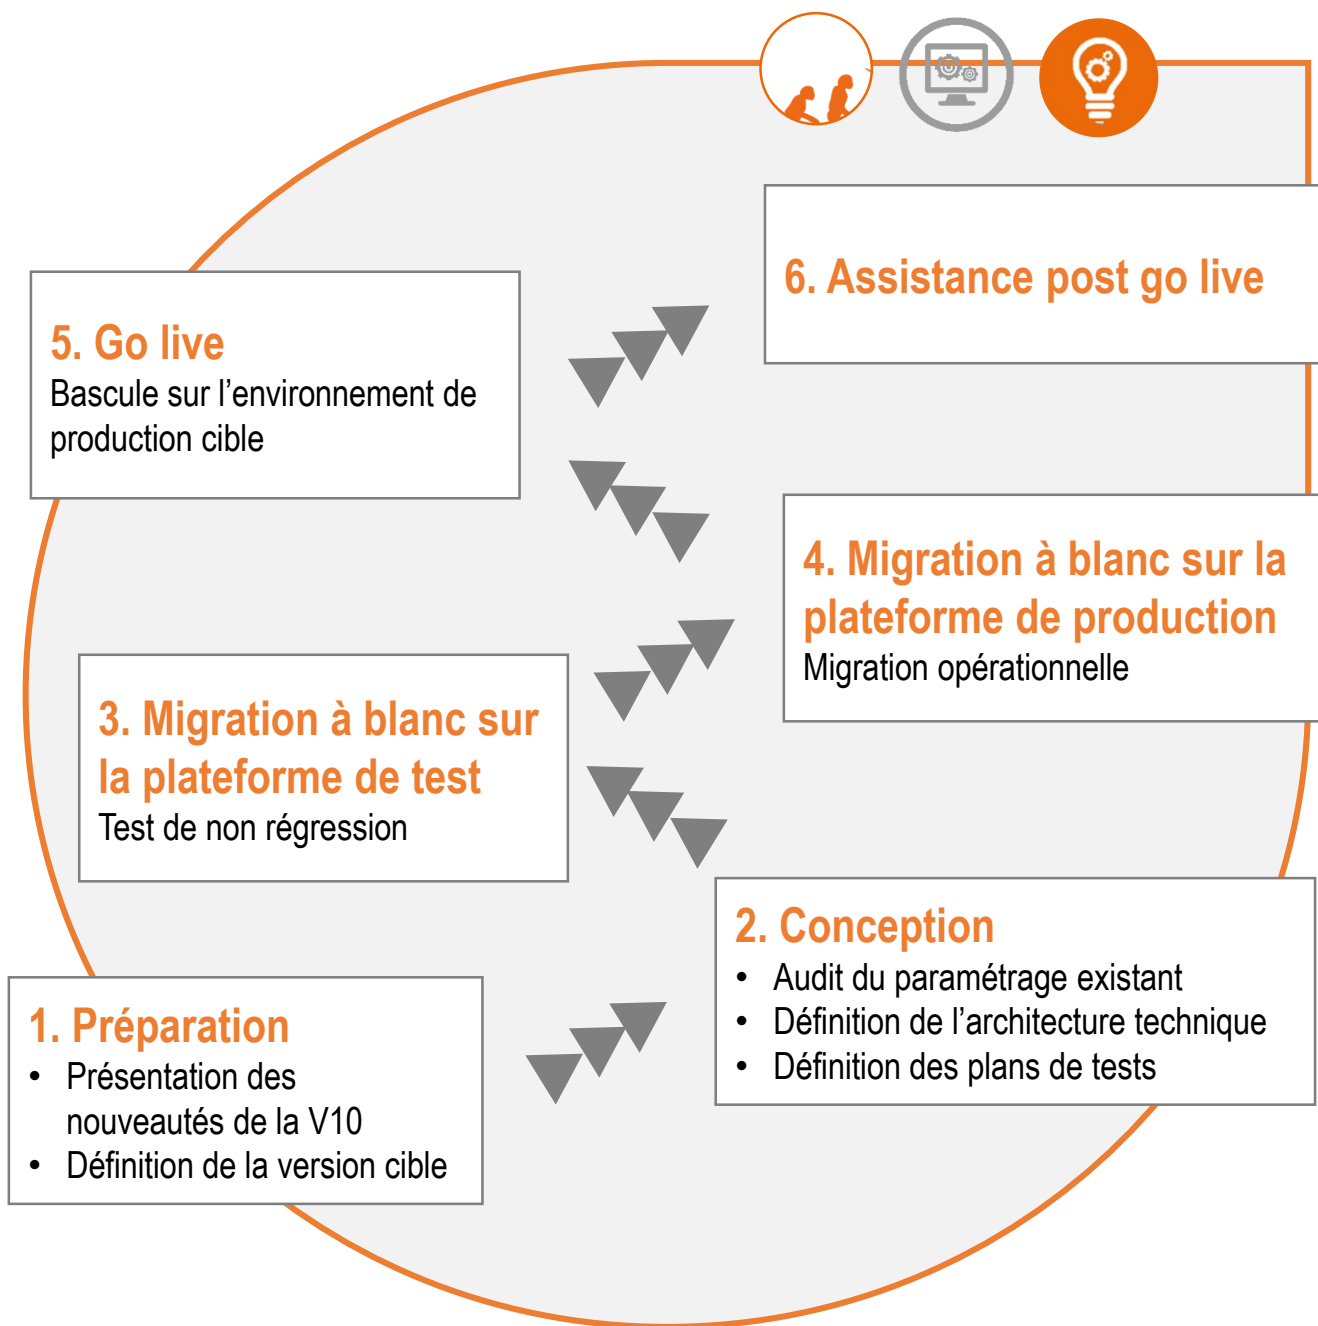 6. Assistance post go live
5. Go live
Bascule sur l’environnement de
production cible
4. Migration à blanc sur la
plateforme de production
Migration opérationnelle
3. Migration à blanc sur
la plateforme de test
Test de non régression
2. Conception
• Audit du paramétrage existant
• Définition de l’architecture technique
• Définition des plans de tests
1. Préparation
• Présentation des
nouveautés de la V10
• Définition de la version cible